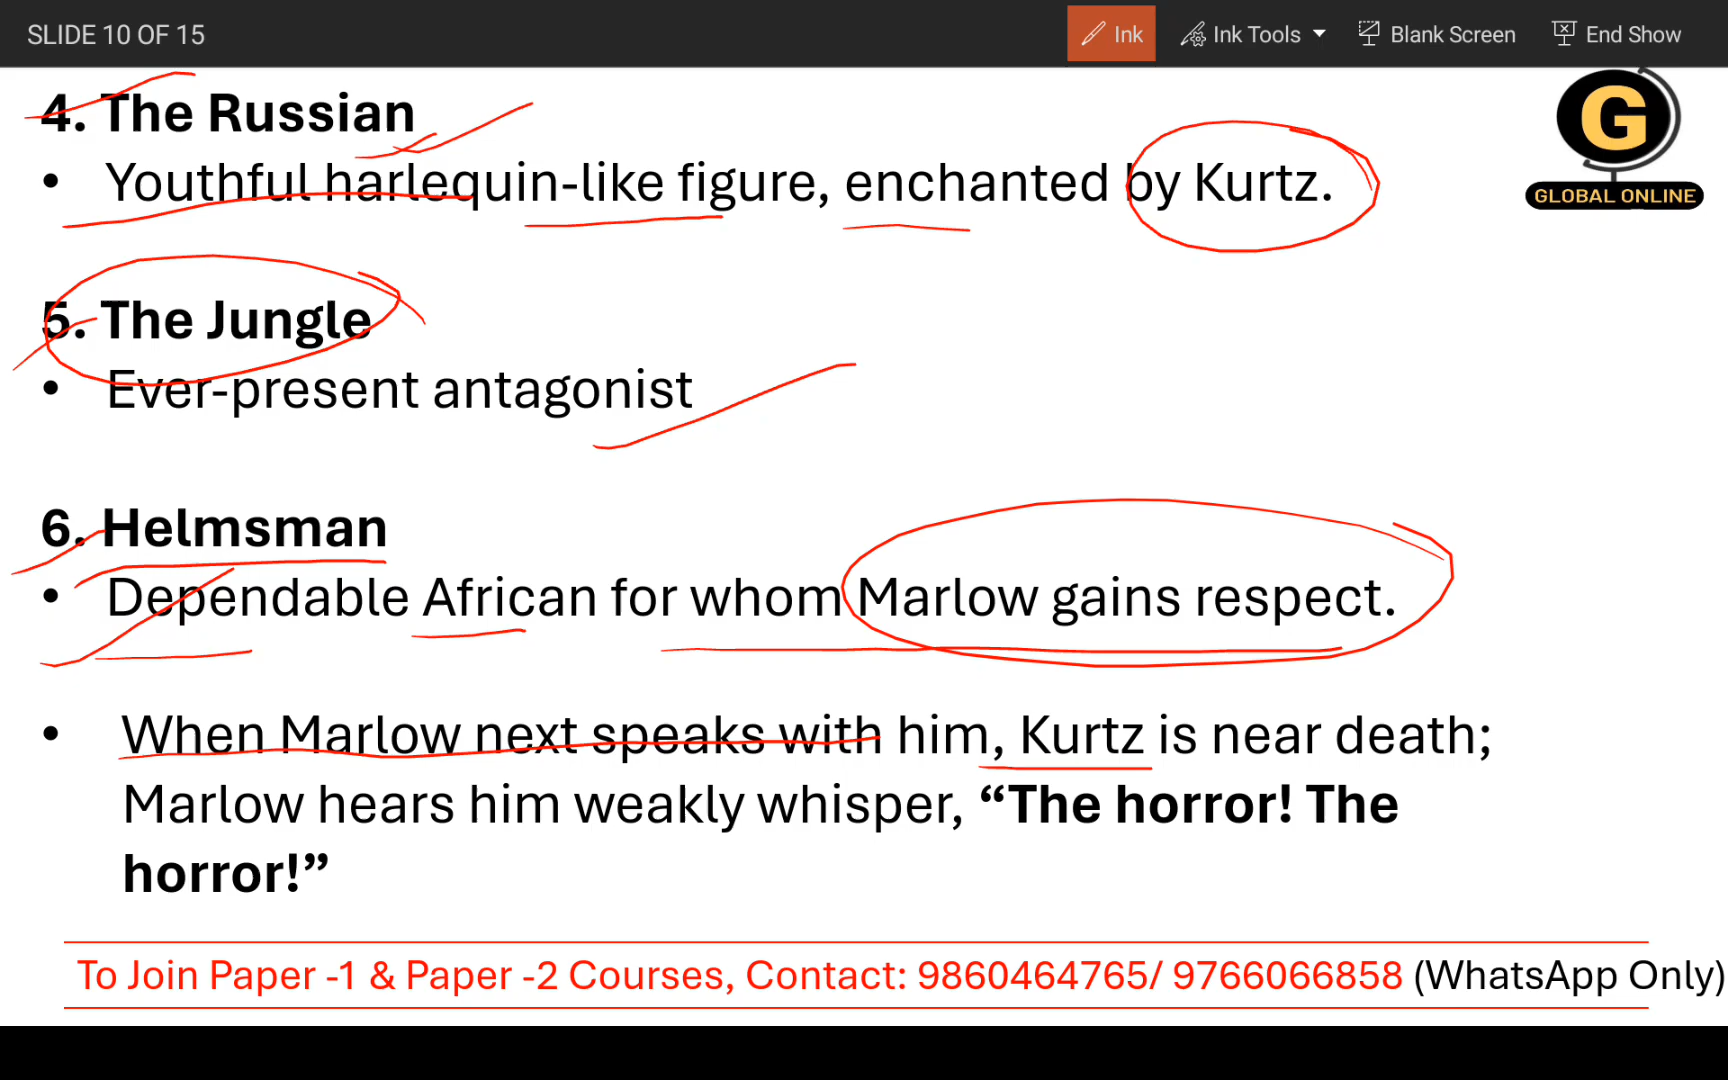 SLIDE 10 OF 15
Ink
Ink Tools
Blank Screen
End Show
G
GLOBAL ONLINE
4. The Russian
• Youthful harlequin-like figure, enchanted by Kurtz.
5. The Jungle
• Ever-present antagonist
6. Helmsman
• Dependable African for whom Marlow gains respect.
• When Marlow next speaks with him, Kurtz is near death;
Marlow hears him weakly whisper, “The horror! The
horror!”
To Join Paper -1 & Paper -2 Courses, Contact: 9860464765/ 9766066858 (WhatsApp Only)